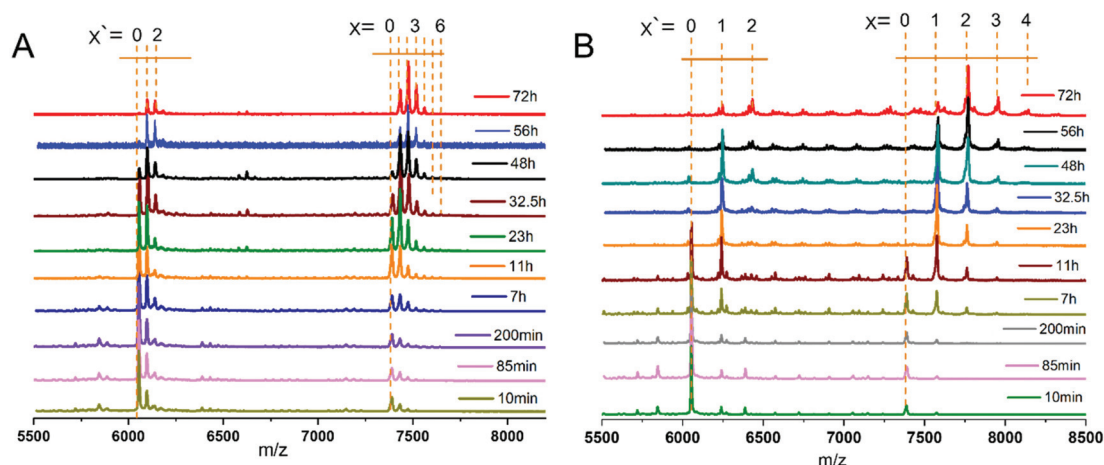 A
X`= 0 2
X= 0 3 6
72h
56h
48h
32.5h
23h
11h
7h
200min
85min
10min
5500 6000 6500 7000 7500 8000
m/z
B
X`= 0 1 2
X= 0 1 2 3 4
72h
56h
48h
32.5h
23h
11h
7h
200min
85min
10min
5500 6000 6500 7000 7500 8000 8500
m/z